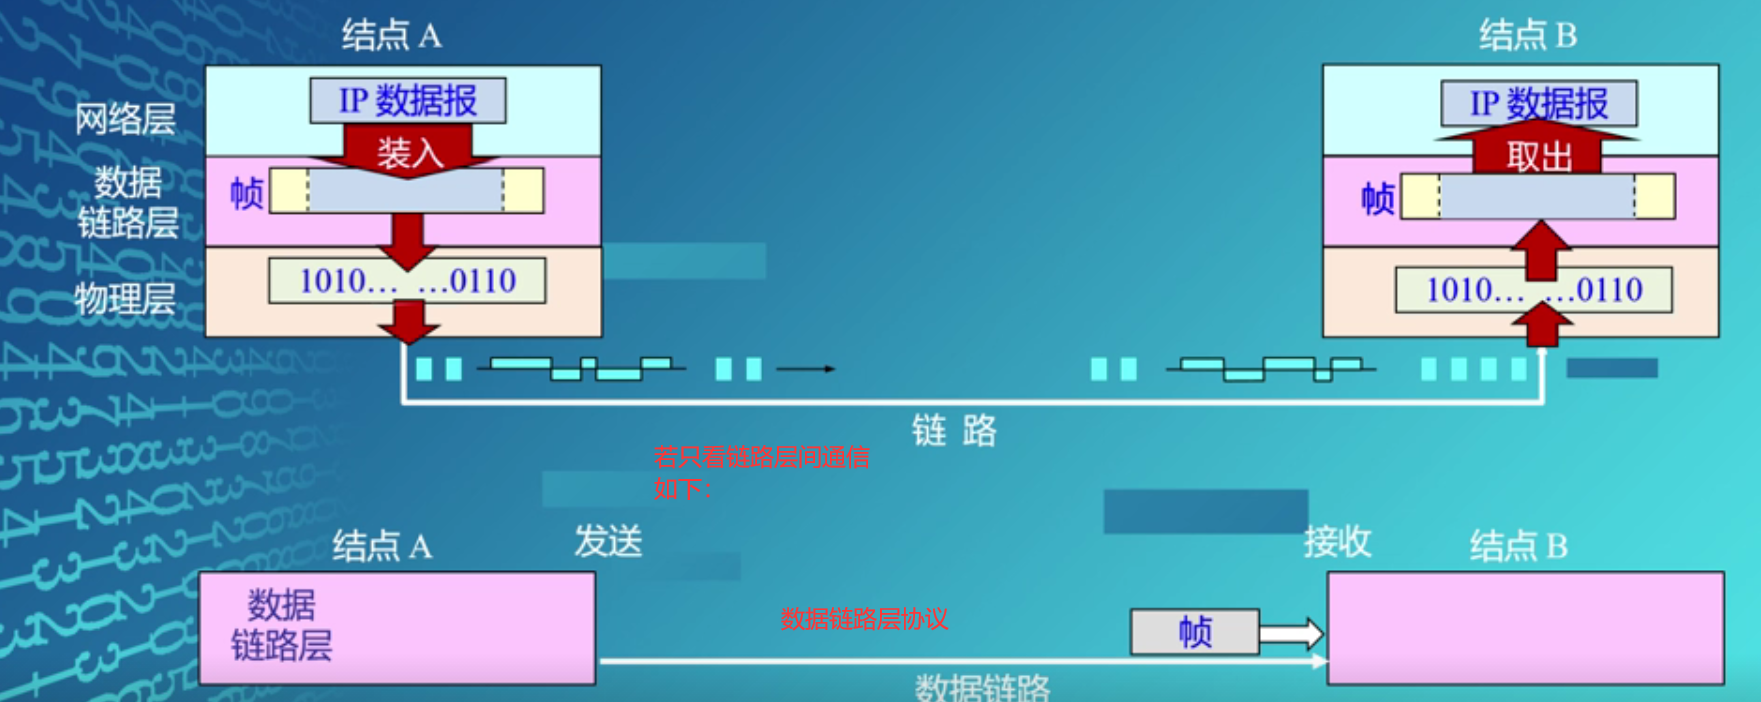 结点 A
结点 B
网络层
IP 数据报
IP 数据报
装入
取出
数据
链路层
帧
帧
物理层
1010… …0110
1010… …0110
链 路
若只看链路层间通信
如下：
结点 A
发送
接收
结点 B
数据
链路层
数据链路层协议
帧
数据链路